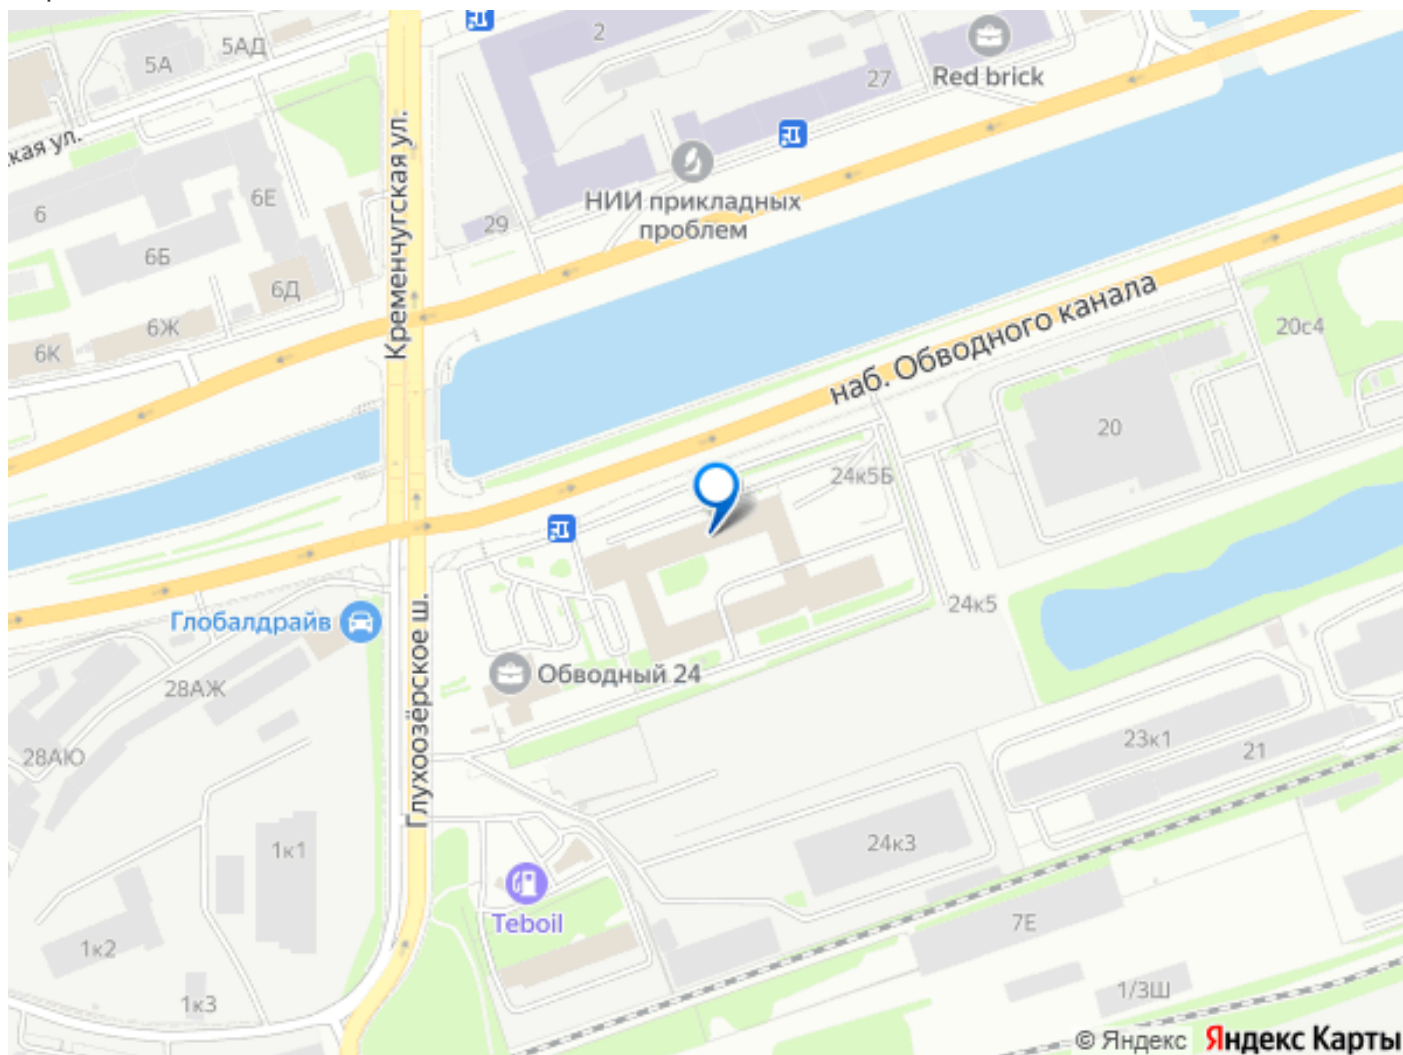 2
5АД
5А
27
Red brick
кая ул.
Кременчугская ул.
6Е
6
НИИ прикладных
проблем
29
6Б
6Д
6Ж
6К
наб. Обводного канала
20с4
20
24к5Б
24к5
Глобалдрайв
Глухоозёрское ш.
Обводный 24
28АЖ
28АЮ
23к1
21
1к1
24к3
Teboil
7Е
1к2
1к3
1/3Ш
© Яндекс Яндекс Карты